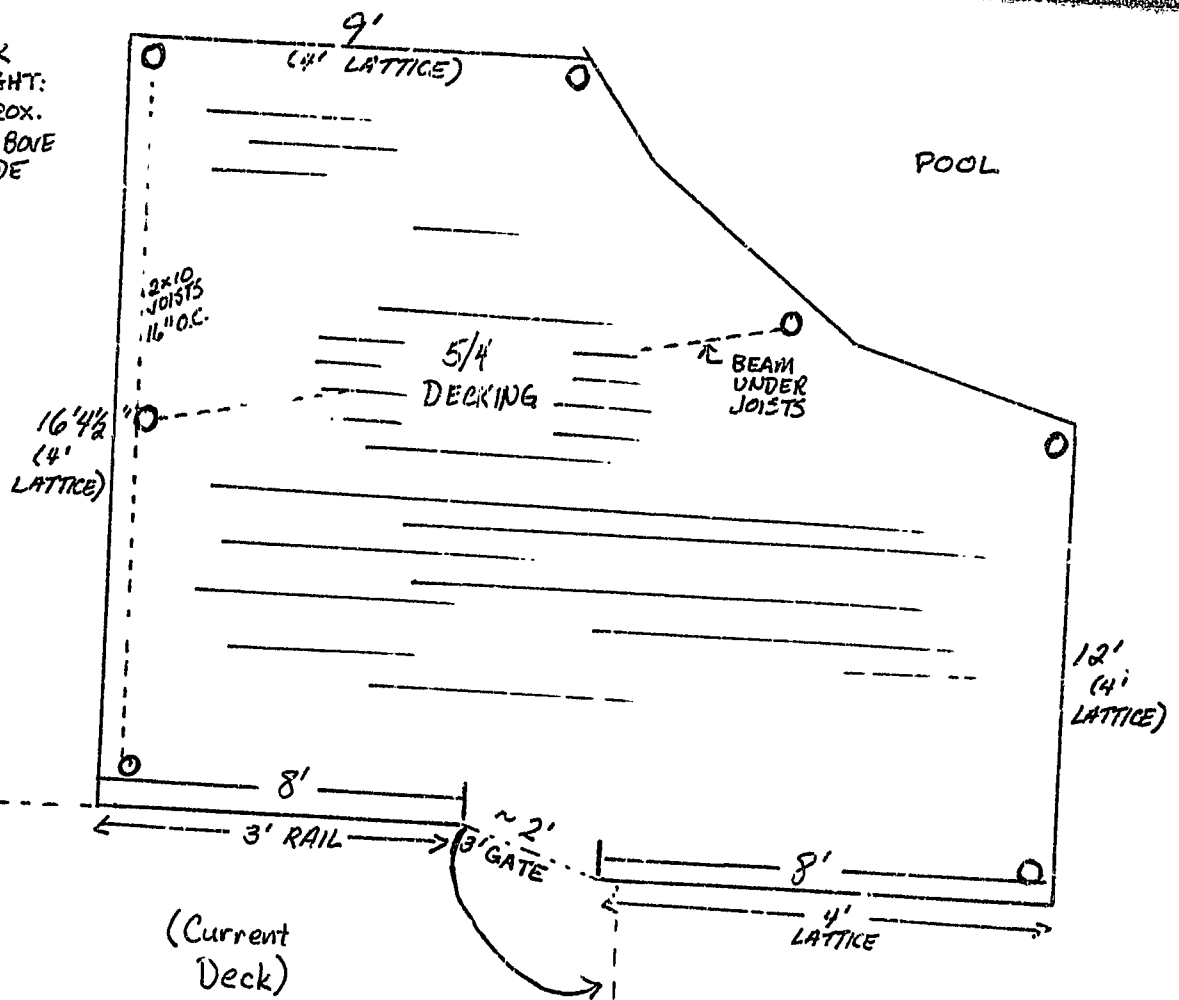 9'
(4' LATTICE)
POOL
2x10
JOISTS
16" O.C.
5/4
DECKING
BEAM
UNDER
JOISTS
16'4½"
(4'
LATTICE)
12'
(4'
LATTICE)
8'
3' RAIL
~2'
3' GATE
8'
4'
LATTICE
(Current
Deck)